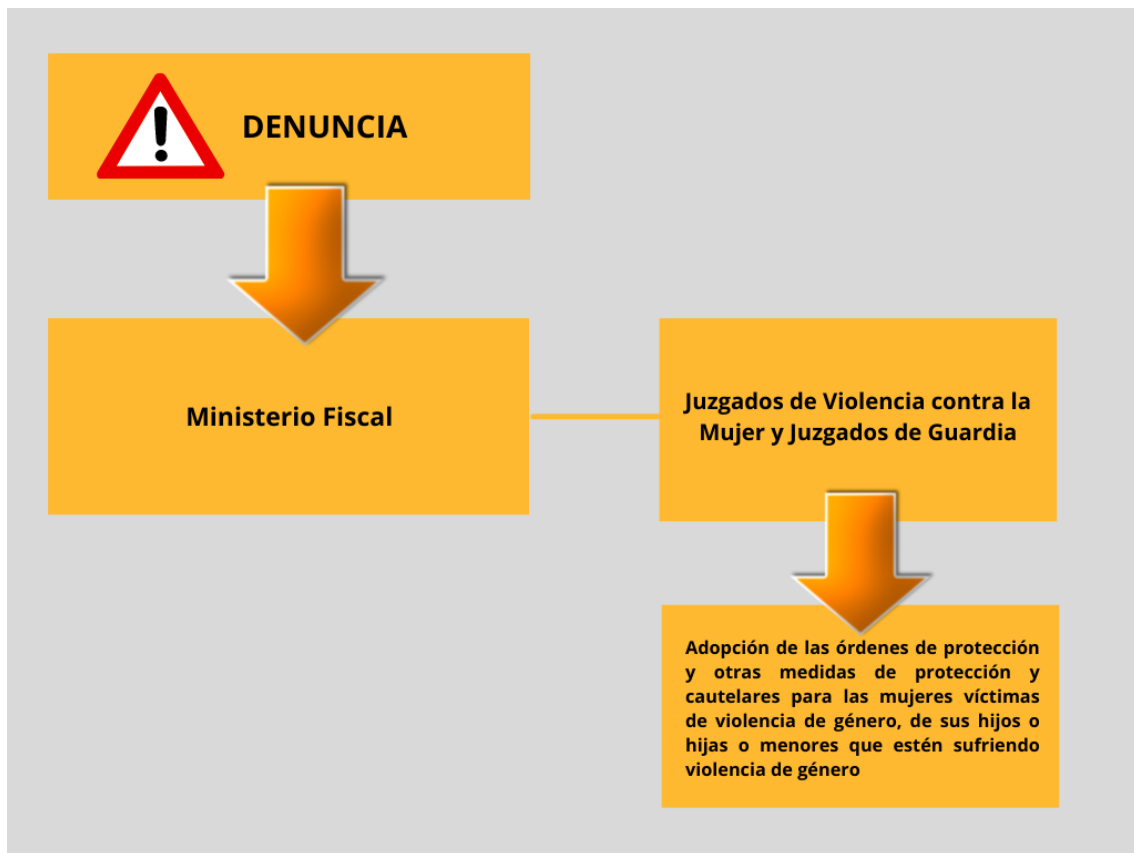 DENUNCIA
Ministerio Fiscal
Juzgados de Violencia contra la
Mujer y Juzgados de Guardia
Adopción de las órdenes de protección
y otras medidas de protección y
cautelares para las mujeres víctimas
de violencia de género, de sus hijos o
hijas o menores que estén sufriendo
violencia de género